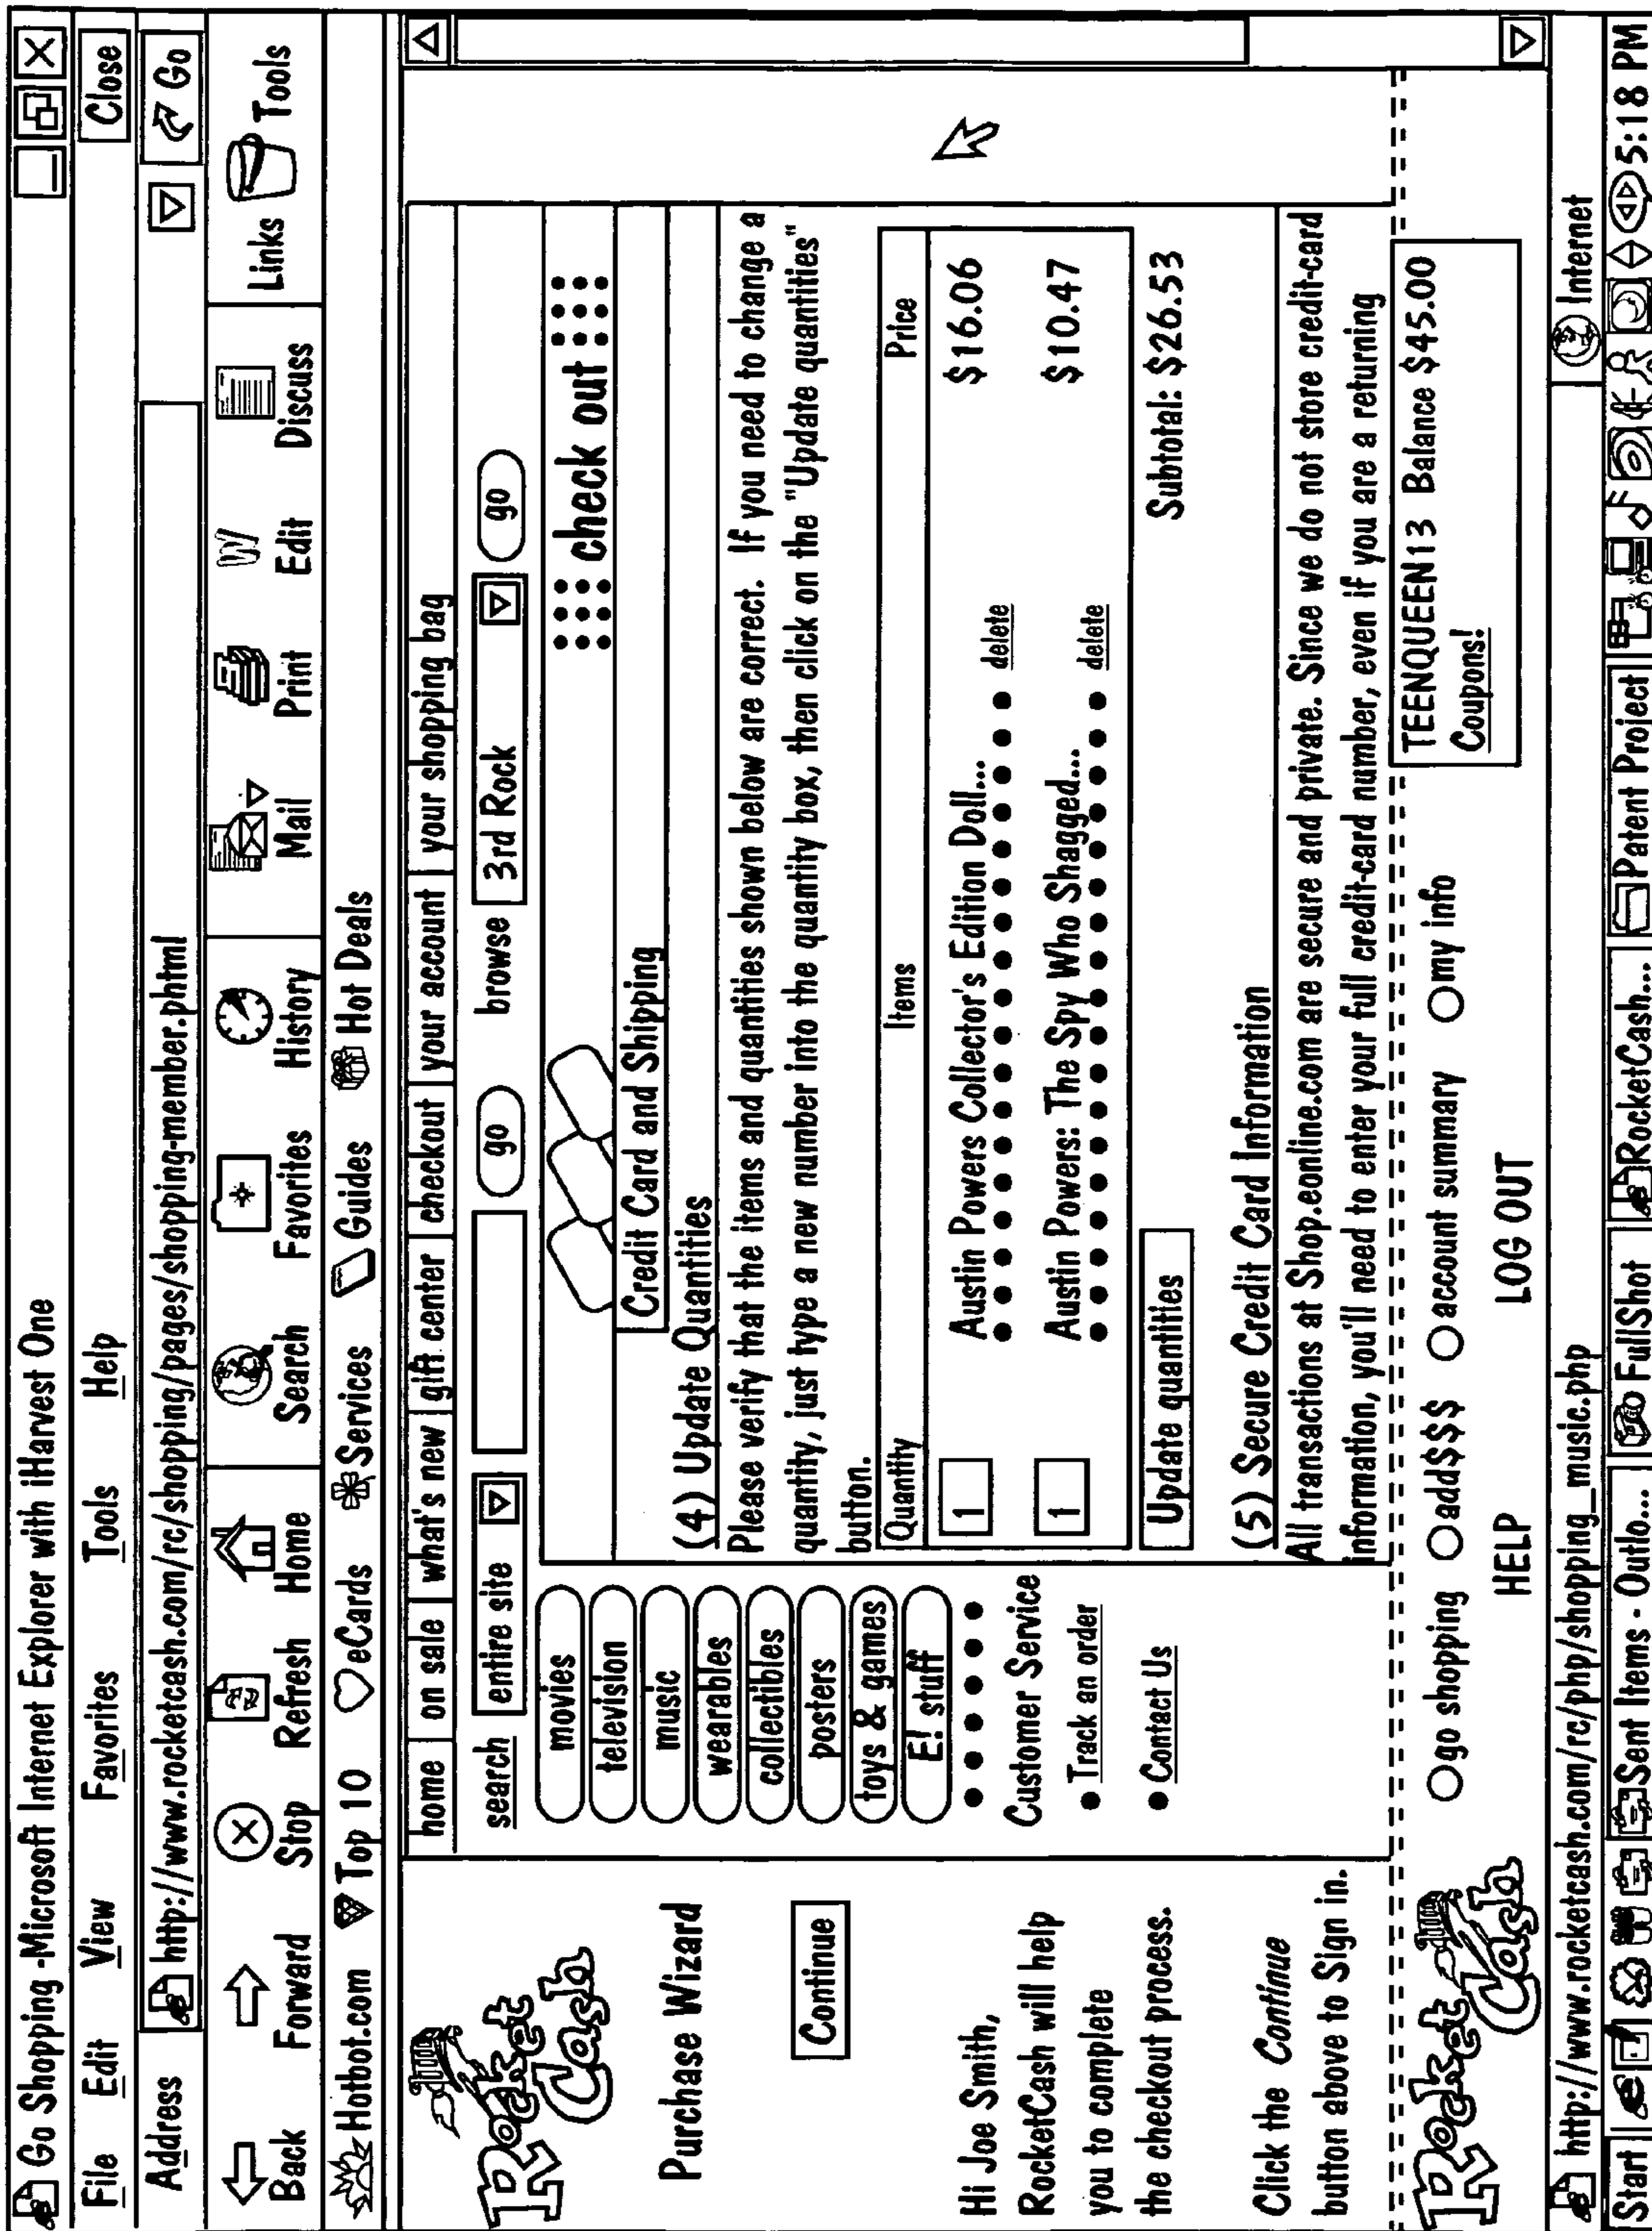 Go Shopping -Microsoft Internet Explorer with iHarvest One
File Edit View Favorites Tools Help Close
Address http://www.rocketcash.com/rc/shopping/pages/shopping-member.phtml Go
Back Forward Stop Refresh Home Search Favorites History Mail Print Edit Discuss Links Tools
Hotbot.com Top 10 eCards Services Guides Hot Deals
Rocket
Cash
Purchase Wizard
Continue
Hi Joe Smith,
RocketCash will help
you to complete
the checkout process.
Click the Continue
button above to Sign in.
home on sale what's new gift center checkout your account your shopping bag
search entire site go browse 3rd Rock go
movies
television
music
wearables
collectibles
posters
toys & games
E! stuff
Customer Service
• Track an order
• Contact Us
check out
Credit Card and Shipping
(4) Update Quantities
Please verify that the items and quantities shown below are correct. If you need to change a
quantity, just type a new number into the quantity box, then click on the "Update quantities"
button.
Quantity Items Price
1 Austin Powers Collector's Edition Doll... delete $16.06
1 Austin Powers: The Spy Who Shagged... delete $10.47
Update quantities Subtotal: $26.53
(5) Secure Credit Card Information
All transactions at Shop.eonline.com are secure and private. Since we do not store credit-card
information, you'll need to enter your full credit-card number, even if you are a returning
Rocket
Cash
go shopping add$$$ account summary my info
HELP LOG OUT
TEENQUEEN13 Balance $45.00
Coupons!
http://www.rocketcash.com/rc/php/shopping_music.php Internet
Start Sent Items - Outlo... FullShot RocketCash... Patent Project 5:18 PM